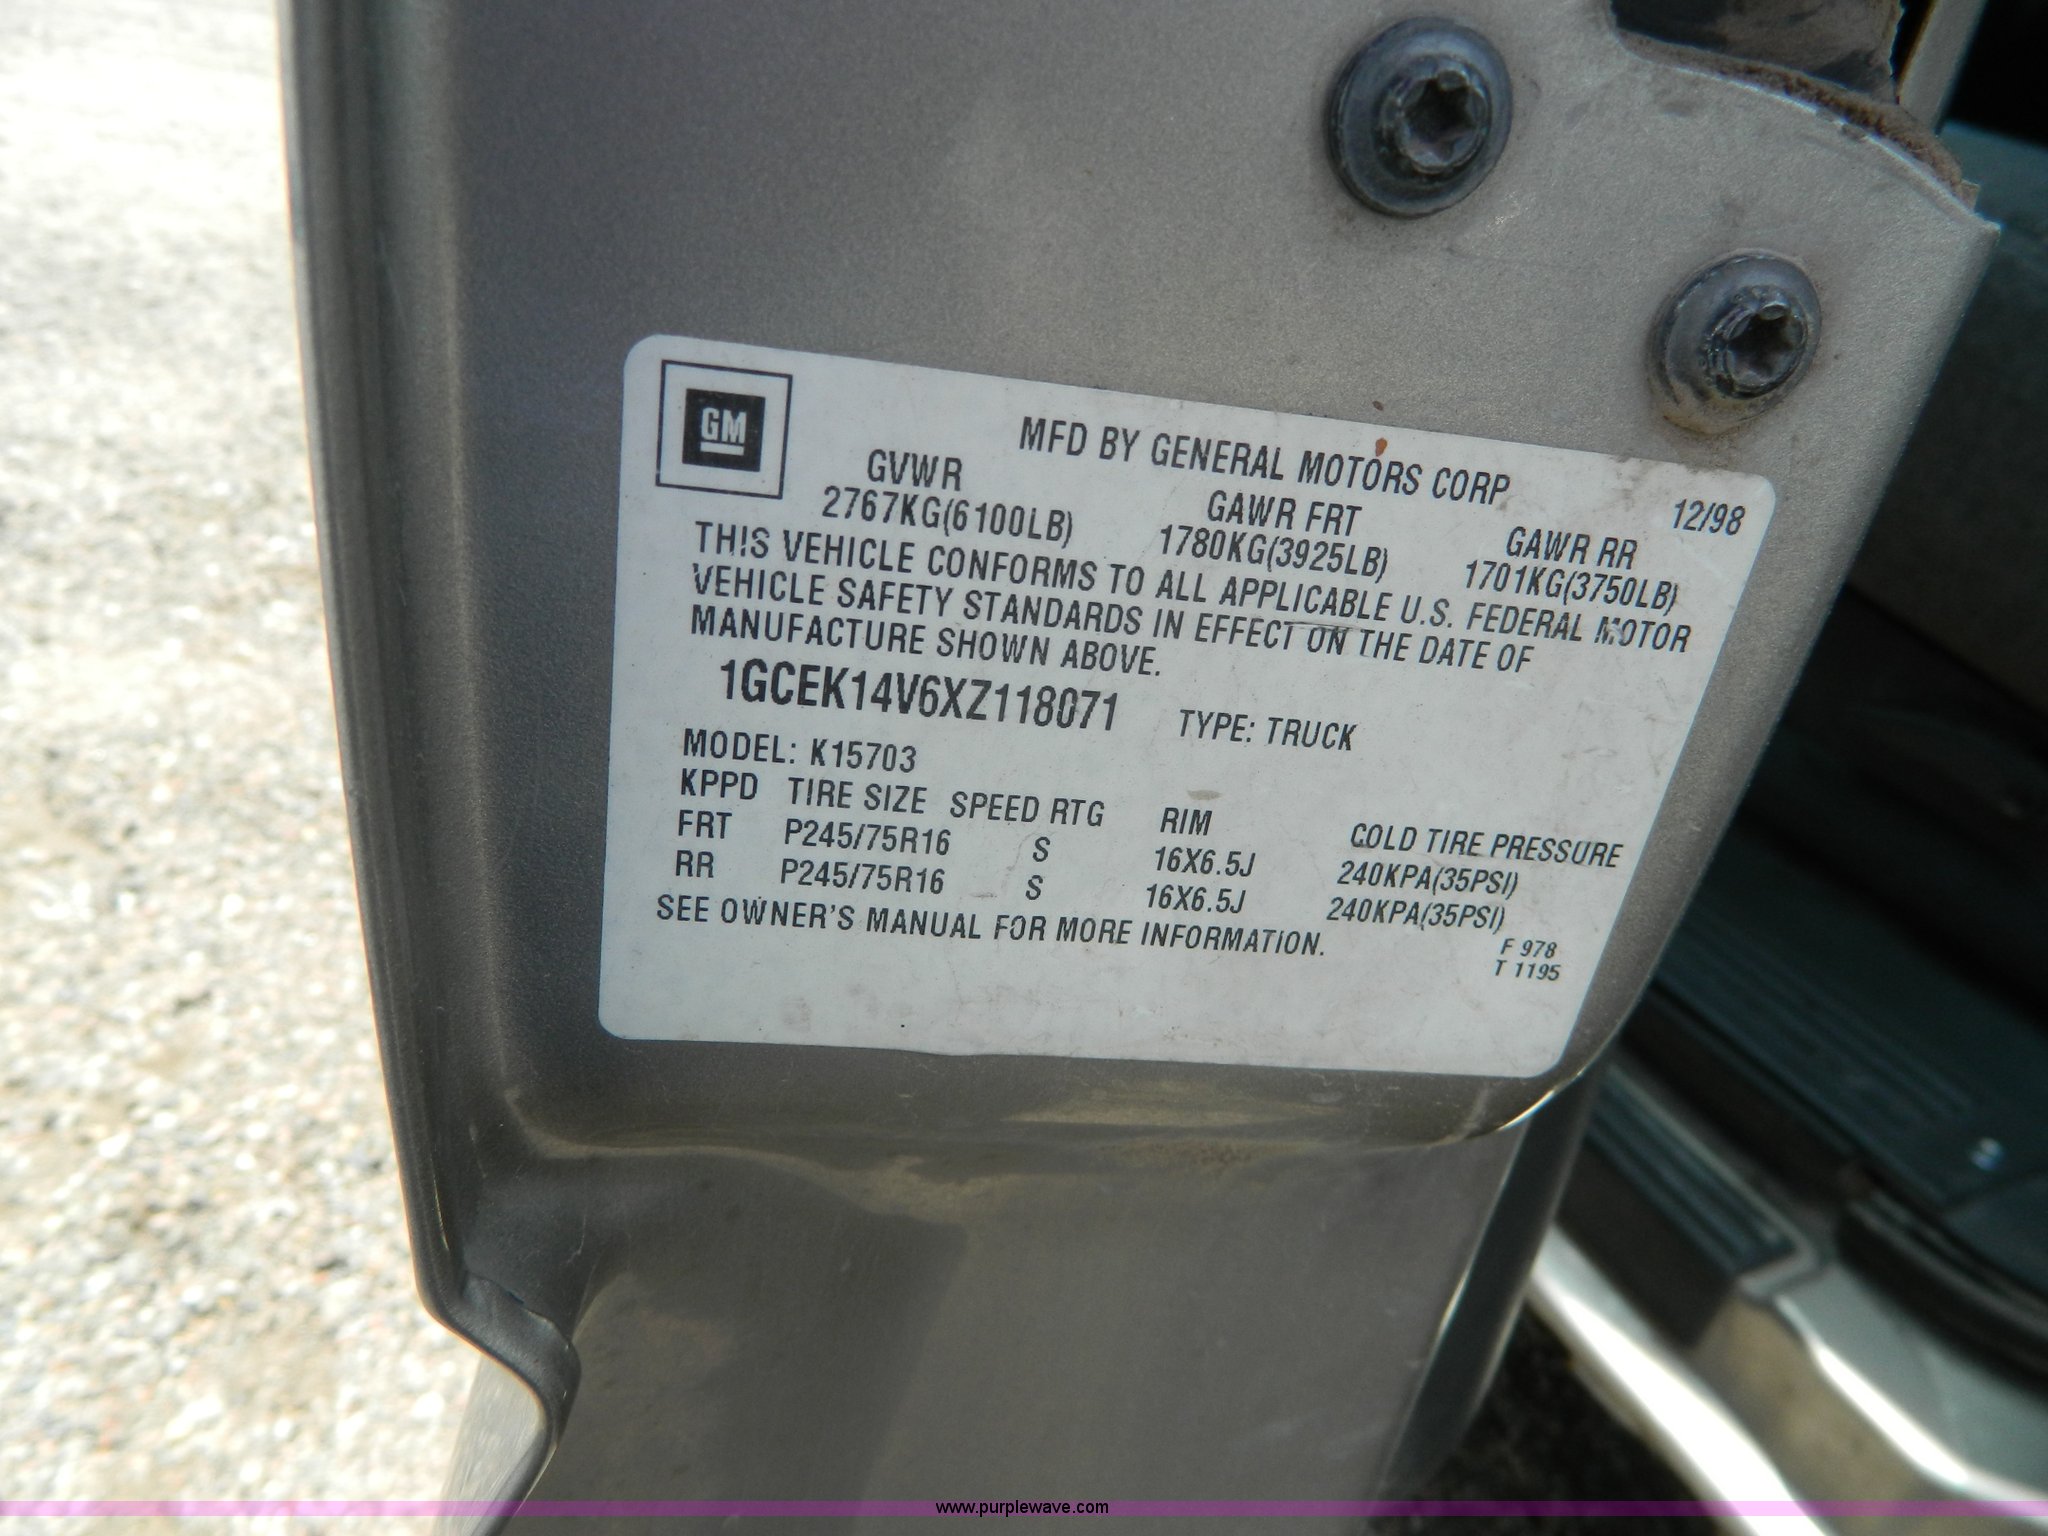 GM
MFD BY GENERAL MOTORS CORP 12/98
GVWR GAWR FRT GAWR RR
2767KG(6100LB) 1780KG(3925LB) 1701KG(3750LB)
THIS VEHICLE CONFORMS TO ALL APPLICABLE U.S. FEDERAL MOTOR
VEHICLE SAFETY STANDARDS IN EFFECT ON THE DATE OF
MANUFACTURE SHOWN ABOVE.
1GCEK14V6XZ118071 TYPE: TRUCK
MODEL: K15703
KPPD TIRE SIZE SPEED RTG RIM COLD TIRE PRESSURE
FRT P245/75R16 S 16X6.5J 240KPA(35PSI)
RR P245/75R16 S 16X6.5J 240KPA(35PSI)
SEE OWNER'S MANUAL FOR MORE INFORMATION.
F 978
T 1195
www.purplewave.com